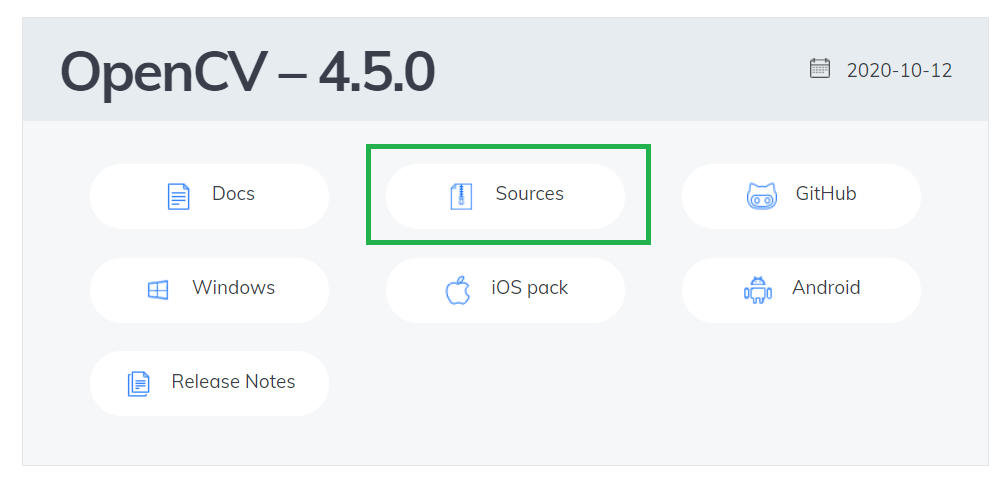 OpenCV – 4.5.0
2020-10-12
Docs
Sources
GitHub
Windows
iOS pack
Android
Release Notes